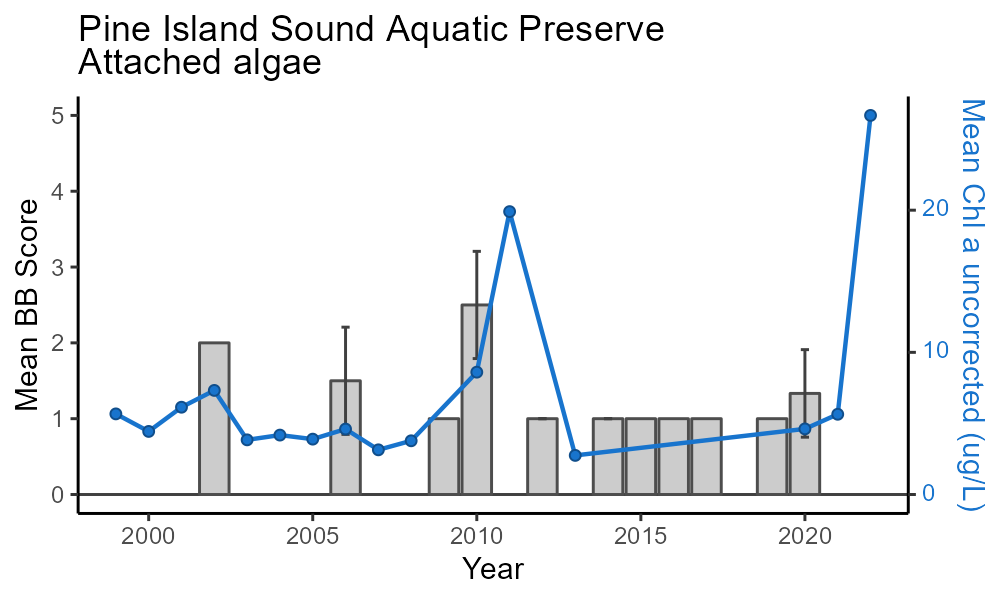 Pine Island Sound Aquatic Preserve
Attached algae
5
4
3
2
1
0
Mean BB Score
20
10
0
Mean Chl a uncorrected (ug/L)
2000 2005 2010 2015 2020
Year